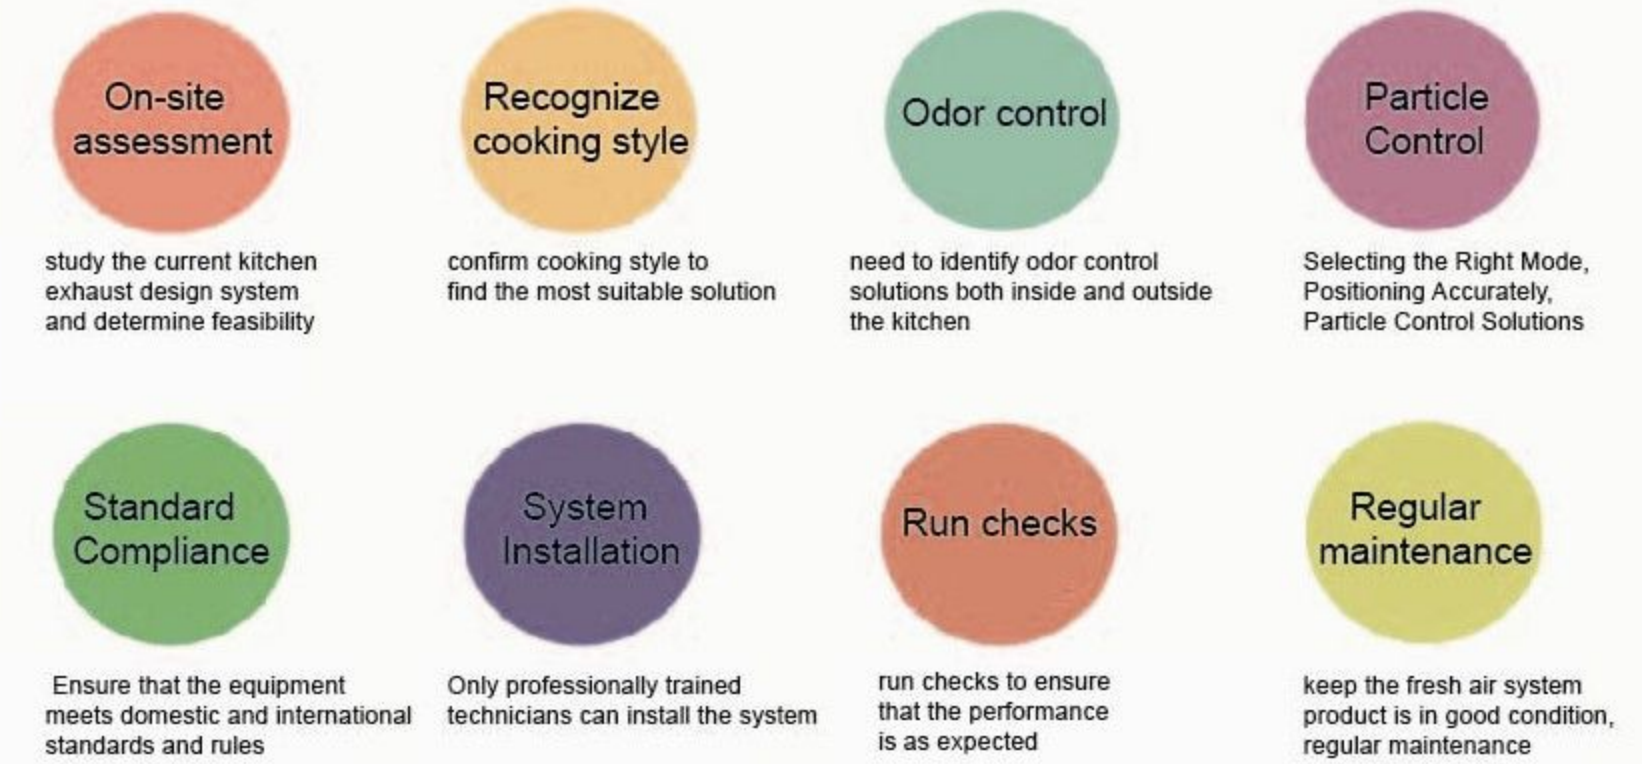 On-site
assessment
study the current kitchen
exhaust design system
and determine feasibility
Recognize
cooking style
confirm cooking style to
find the most suitable solution
Odor control
need to identify odor control
solutions both inside and outside
the kitchen
Particle
Control
Selecting the Right Mode,
Positioning Accurately,
Particle Control Solutions
Standard
Compliance
Ensure that the equipment
meets domestic and international
standards and rules
System
Installation
Only professionally trained
technicians can install the system
Run checks
run checks to ensure
that the performance
is as expected
Regular
maintenance
keep the fresh air system
product is in good condition,
regular maintenance